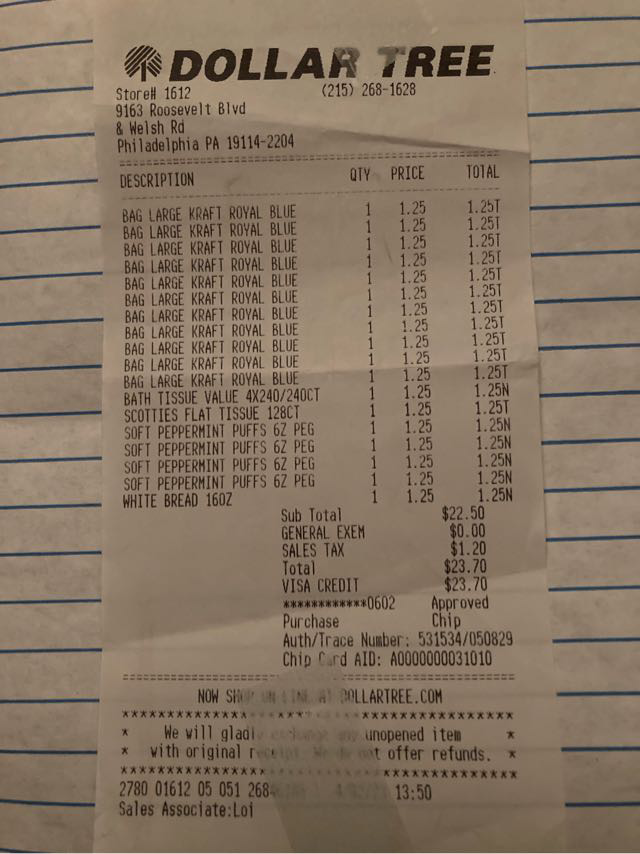 DOLLAR TREE
Store# 1612 (215) 268-1628
9163 Roosevelt Blvd
& Welsh Rd
Philadelphia PA 19114-2204
DESCRIPTION QTY PRICE TOTAL
BAG LARGE KRAFT ROYAL BLUE 1 1.25 1.25T
BAG LARGE KRAFT ROYAL BLUE 1 1.25 1.25T
BAG LARGE KRAFT ROYAL BLUE 1 1.25 1.25T
BAG LARGE KRAFT ROYAL BLUE 1 1.25 1.25T
BAG LARGE KRAFT ROYAL BLUE 1 1.25 1.25T
BAG LARGE KRAFT ROYAL BLUE 1 1.25 1.25T
BAG LARGE KRAFT ROYAL BLUE 1 1.25 1.25T
BAG LARGE KRAFT ROYAL BLUE 1 1.25 1.25T
BAG LARGE KRAFT ROYAL BLUE 1 1.25 1.25T
BAG LARGE KRAFT ROYAL BLUE 1 1.25 1.25T
BAG LARGE KRAFT ROYAL BLUE 1 1.25 1.25T
BATH TISSUE VALUE 4X240/240CT 1 1.25 1.25N
SCOTTIES FLAT TISSUE 128CT 1 1.25 1.25T
SOFT PEPPERMINT PUFFS 6Z PEG 1 1.25 1.25N
SOFT PEPPERMINT PUFFS 6Z PEG 1 1.25 1.25N
SOFT PEPPERMINT PUFFS 6Z PEG 1 1.25 1.25N
SOFT PEPPERMINT PUFFS 6Z PEG 1 1.25 1.25N
WHITE BREAD 16OZ 1 1.25 1.25N
Sub Total $22.50
GENERAL EXEM $0.00
SALES TAX $1.20
Total $23.70
VISA CREDIT $23.70
************0602 Approved
Purchase Chip
Auth/Trace Number: 531534/050829
Chip Card AID: A0000000031010
NOW SHOP ON LINE AT DOLLARTREE.COM
* We will gladly exchange any unopened item *
* with original receipt. We do not offer refunds. *
2780 01612 05 051 268 13:50
Sales Associate:Loi